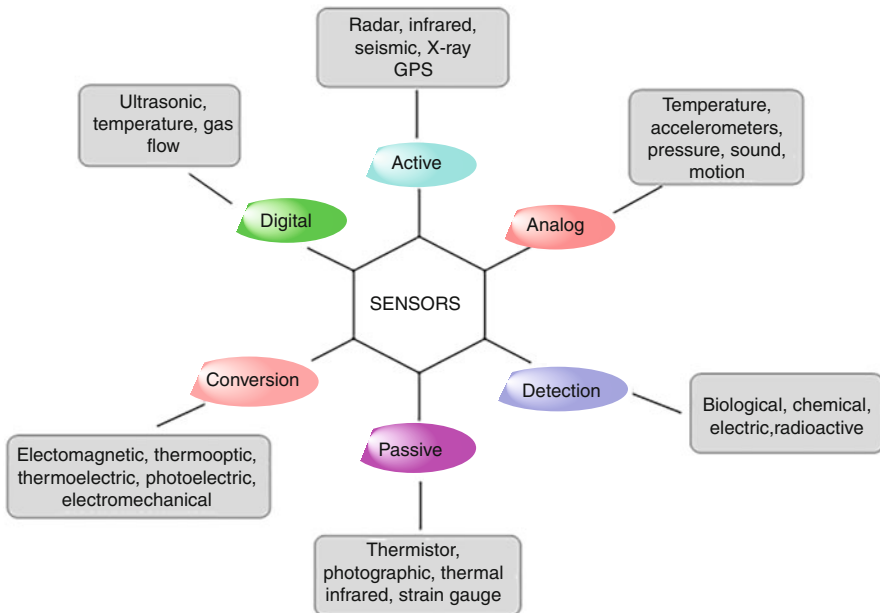 Radar, infrared,
seismic, X-ray
GPS
Ultrasonic,
temperature, gas
flow
Temperature,
accelerometers,
pressure, sound,
motion
Active
Digital
Analog
SENSORS
Conversion
Detection
Passive
Biological, chemical,
electric,radioactive
Electomagnetic, thermooptic,
thermoelectric, photoelectric,
electromechanical
Thermistor,
photographic, thermal
infrared, strain gauge